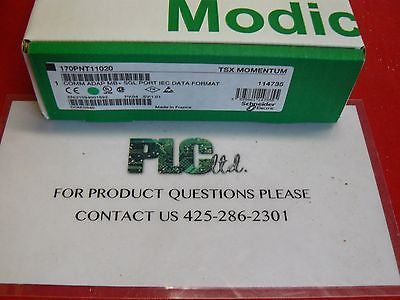 Modic
170PNT11020
TSX MOMENTUM
1 COMM ADAP MB+ SGL PORT IEC DATA FORMAT
114735
Made in France
Schneider
Electric
PLC
ltd.
FOR PRODUCT QUESTIONS PLEASE
CONTACT US 425-286-2301